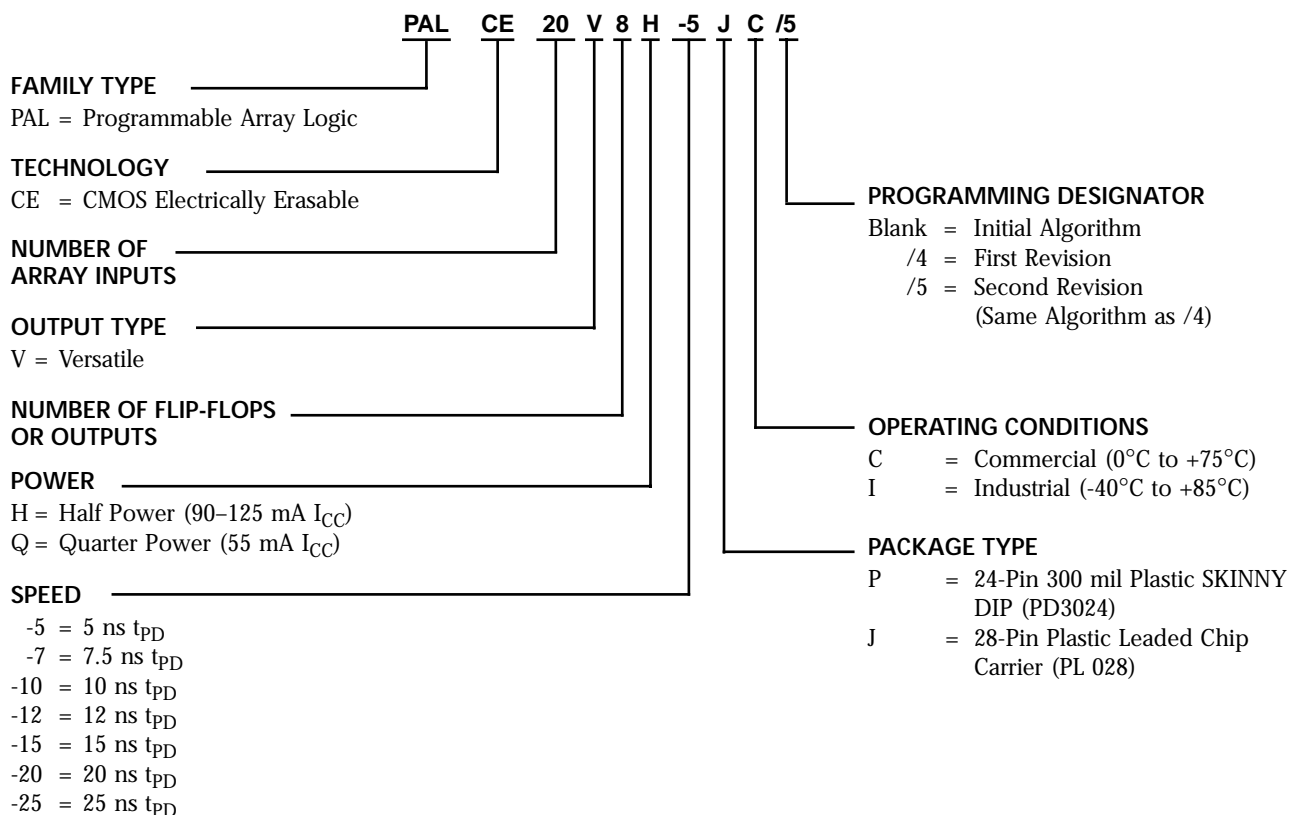 PAL CE 20 V 8 H -5 J C /5
FAMILY TYPE
PAL = Programmable Array Logic
TECHNOLOGY
CE = CMOS Electrically Erasable
NUMBER OF
ARRAY INPUTS
OUTPUT TYPE
V = Versatile
NUMBER OF FLIP-FLOPS
OR OUTPUTS
POWER
H = Half Power (90–125 mA ICC)
Q = Quarter Power (55 mA ICC)
SPEED
-5 = 5 ns tPD
-7 = 7.5 ns tPD
-10 = 10 ns tPD
-12 = 12 ns tPD
-15 = 15 ns tPD
-20 = 20 ns tPD
-25 = 25 ns tPD
PROGRAMMING DESIGNATOR
Blank = Initial Algorithm
/4 = First Revision
/5 = Second Revision
(Same Algorithm as /4)
OPERATING CONDITIONS
C = Commercial (0°C to +75°C)
I = Industrial (-40°C to +85°C)
PACKAGE TYPE
P = 24-Pin 300 mil Plastic SKINNY
DIP (PD3024)
J = 28-Pin Plastic Leaded Chip
Carrier (PL 028)